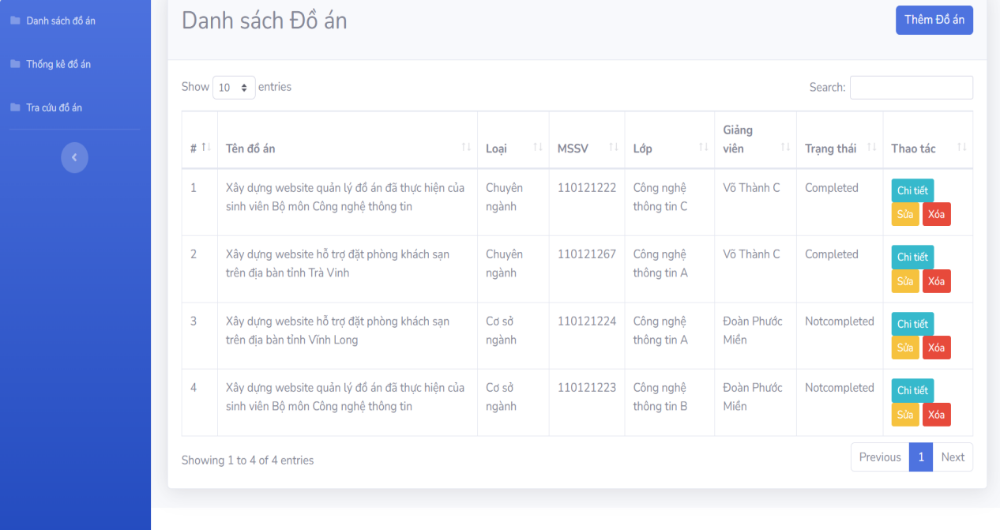 Danh sách đồ án
Thống kê đồ án
Tra cứu đồ án
Danh sách Đồ án
Thêm Đồ án
Show 10 entries
Search:
# Tên đồ án Loại MSSV Lớp Giảng viên Trạng thái Thao tác
1 Xây dựng website quản lý đồ án đã thực hiện của Chuyên 110121222 Công nghệ Võ Thành C Completed Chi tiết
sinh viên Bộ môn Công nghệ thông tin ngành thông tin C Sửa Xóa
2 Xây dựng website hỗ trợ đặt phòng khách sạn Chuyên 110121267 Công nghệ Võ Thành C Completed Chi tiết
trên địa bàn tỉnh Trà Vinh ngành thông tin A Sửa Xóa
3 Xây dựng website hỗ trợ đặt phòng khách sạn Cơ sở 110121224 Công nghệ Đoàn Phước Notcompleted Chi tiết
trên địa bàn tỉnh Vĩnh Long ngành thông tin A Miền Sửa Xóa
4 Xây dựng website quản lý đồ án đã thực hiện của Cơ sở 110121223 Công nghệ Đoàn Phước Notcompleted Chi tiết
sinh viên Bộ môn Công nghệ thông tin ngành thông tin B Miền Sửa Xóa
Showing 1 to 4 of 4 entries
Previous 1 Next